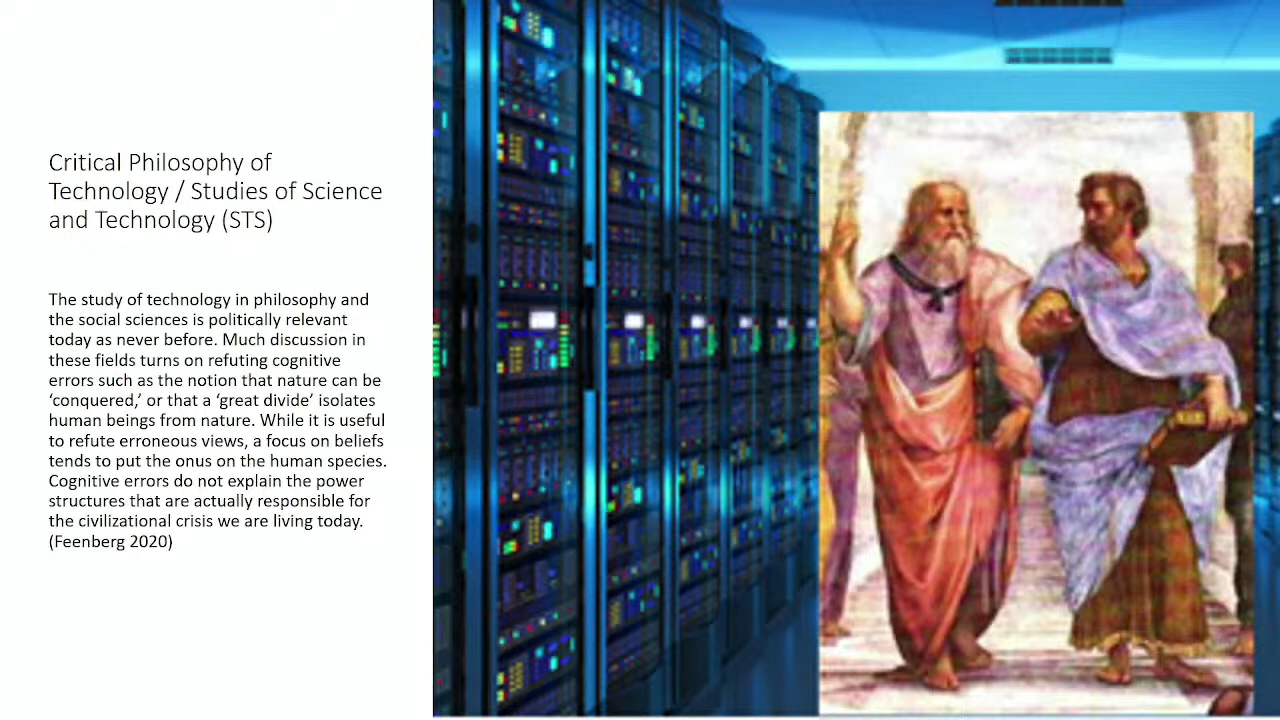 Critical Philosophy of
Technology / Studies of Science
and Technology (STS)
The study of technology in philosophy and
the social sciences is politically relevant
today as never before. Much discussion in
these fields turns on refuting cognitive
errors such as the notion that nature can be
‘conquered,’ or that a ‘great divide’ isolates
human beings from nature. While it is useful
to refute erroneous views, a focus on beliefs
tends to put the onus on the human species.
Cognitive errors do not explain the power
structures that are actually responsible for
the civilizational crisis we are living today.
(Feenberg 2020)